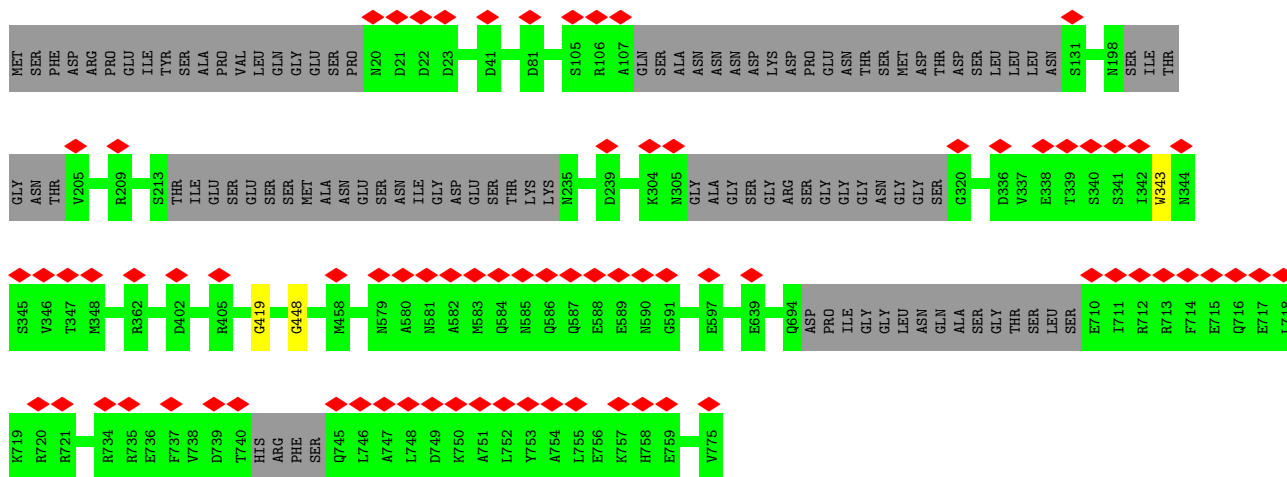 MET SER PHE ASP ARG PRO GLU ILE TYR SER ALA PRO VAL LEU GLN GLY GLU SER PRO N20 D21 D22 D23 D41 D81 S105 R106 A107 GLN SER ALA ASN ASN ASN ASP LYS ASP PRO GLU ASN THR SER MET ASP THR ASP SER LEU LEU LEU ASN S131 N198 SER ILE THR
GLY ASN THR V205 R209 S213 THR ILE GLU SER GLU SER SER MET ALA ASN GLU SER ASN ILE GLY ASP GLU SER THR LYS LYS N235 D239 K304 N305 GLY ALA GLY SER GLY ARG SER GLY GLY GLY ASN GLY GLY SER G320 D336 V337 E338 T339 S340 S341 I342 W343 N344
S345 V346 T347 M348 R362 D402 R405 G419 G448 M458 N579 A580 N581 A582 M583 Q584 N585 Q586 Q587 E588 E589 N590 G591 E597 E639 Q694 ASP PRO ILE GLY GLY LEU ASN GLN ALA SER GLY THR SER LEU SER E710 I711 R712 R713 F714 E715 Q716 E717 L718
K719 R720 R721 R734 R735 E736 F737 V738 D739 T740 HIS ARG PHE SER Q745 L746 A747 L748 D749 K750 A751 L752 Y753 A754 L755 E756 K757 H758 E759 V775